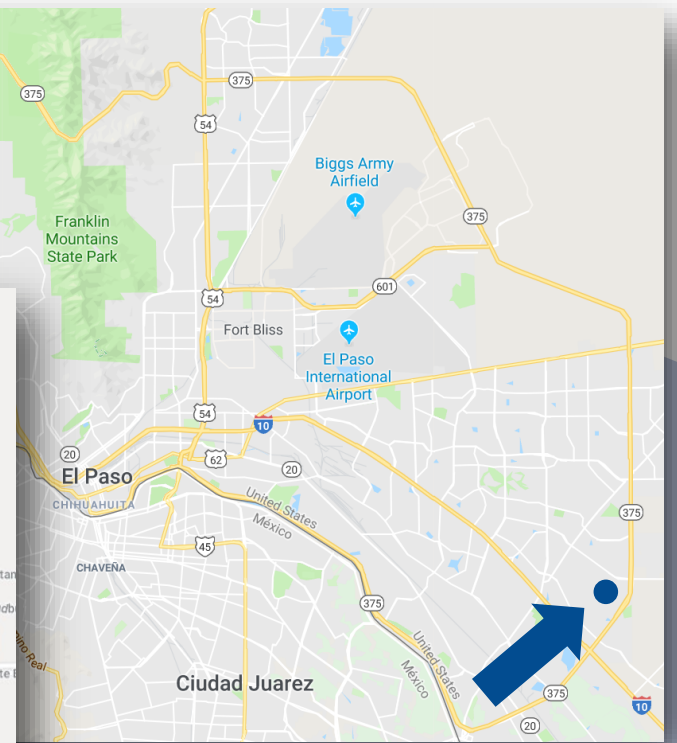 375
375
54
Biggs Army
Airfield
375
Franklin
Mountains
State Park
601
54
Fort Bliss
El Paso
International
Airport
54
10
20
62
20
El Paso
CHIHUAHUITA
United States
México
375
45
CHAVEÑA
375
United States
México
Ciudad Juarez
375
10
20
Real